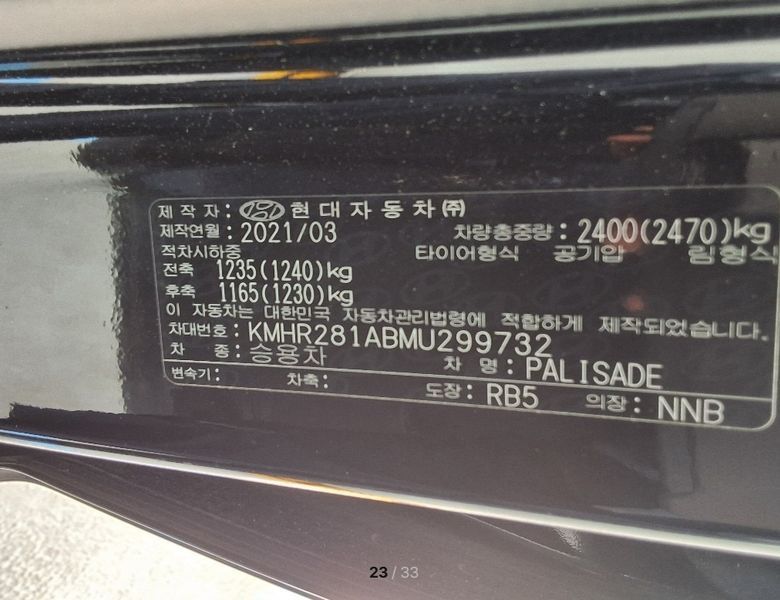 제 작 자 : 현 대 자 동 차 ㈜
제작연월 : 2021/03 차량총중량 : 2400(2470)kg
적차시하중 타이어형식 공기압 림형식
전축 1235(1240)kg
후축 1165(1230)kg
이 자동차는 대한민국 자동차관리법령에 적합하게 제작되었습니다.
차대번호 : KMHR281ABMU299732
차 종 : 승용차 차 명 : PALISADE
변속기 : 차축 : 도장 : RB5 의장 : NNB
23 / 33